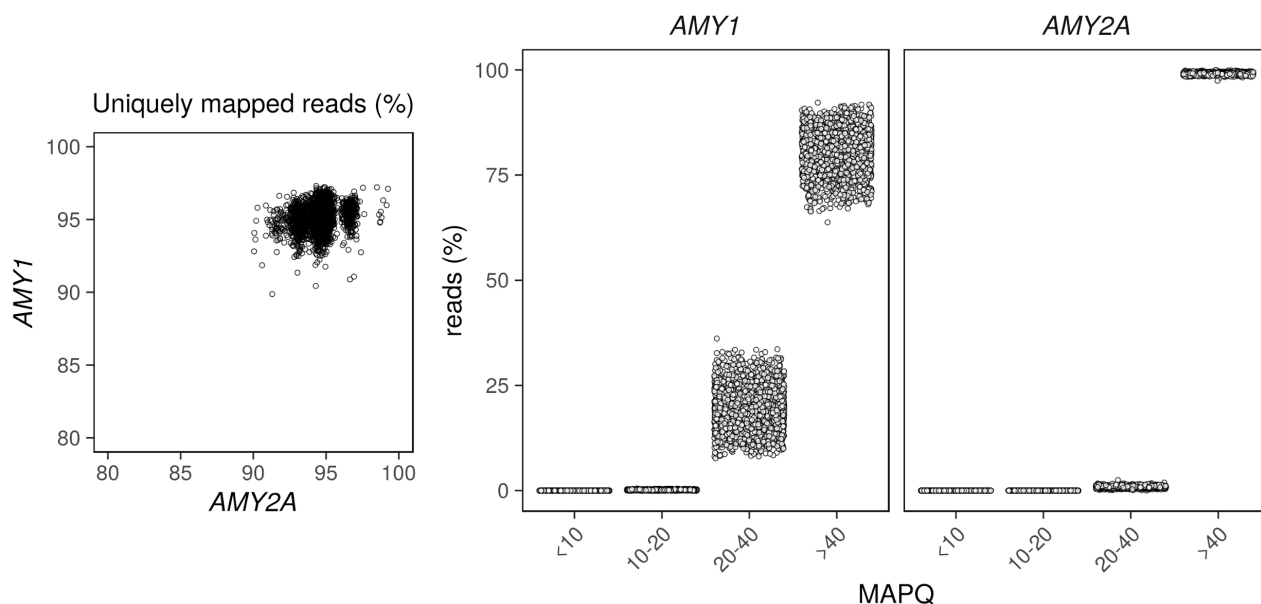 Uniquely mapped reads (%)
AMY1
100
95
90
85
80
80 85 90 95 100
AMY2A
AMY1 AMY2A
reads (%)
100
75
50
25
0
<10 10-20 20-40 >40 <10 10-20 20-40 >40
MAPQ